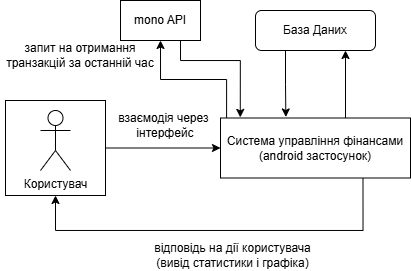 mono API
База Даних
запит на отримання
транзакцій за останній час
взаємодія через
інтерфейс
Система управління фінансами
(android застосунок)
Користувач
відповідь на дії користувача
(вивід статистики і графіка)